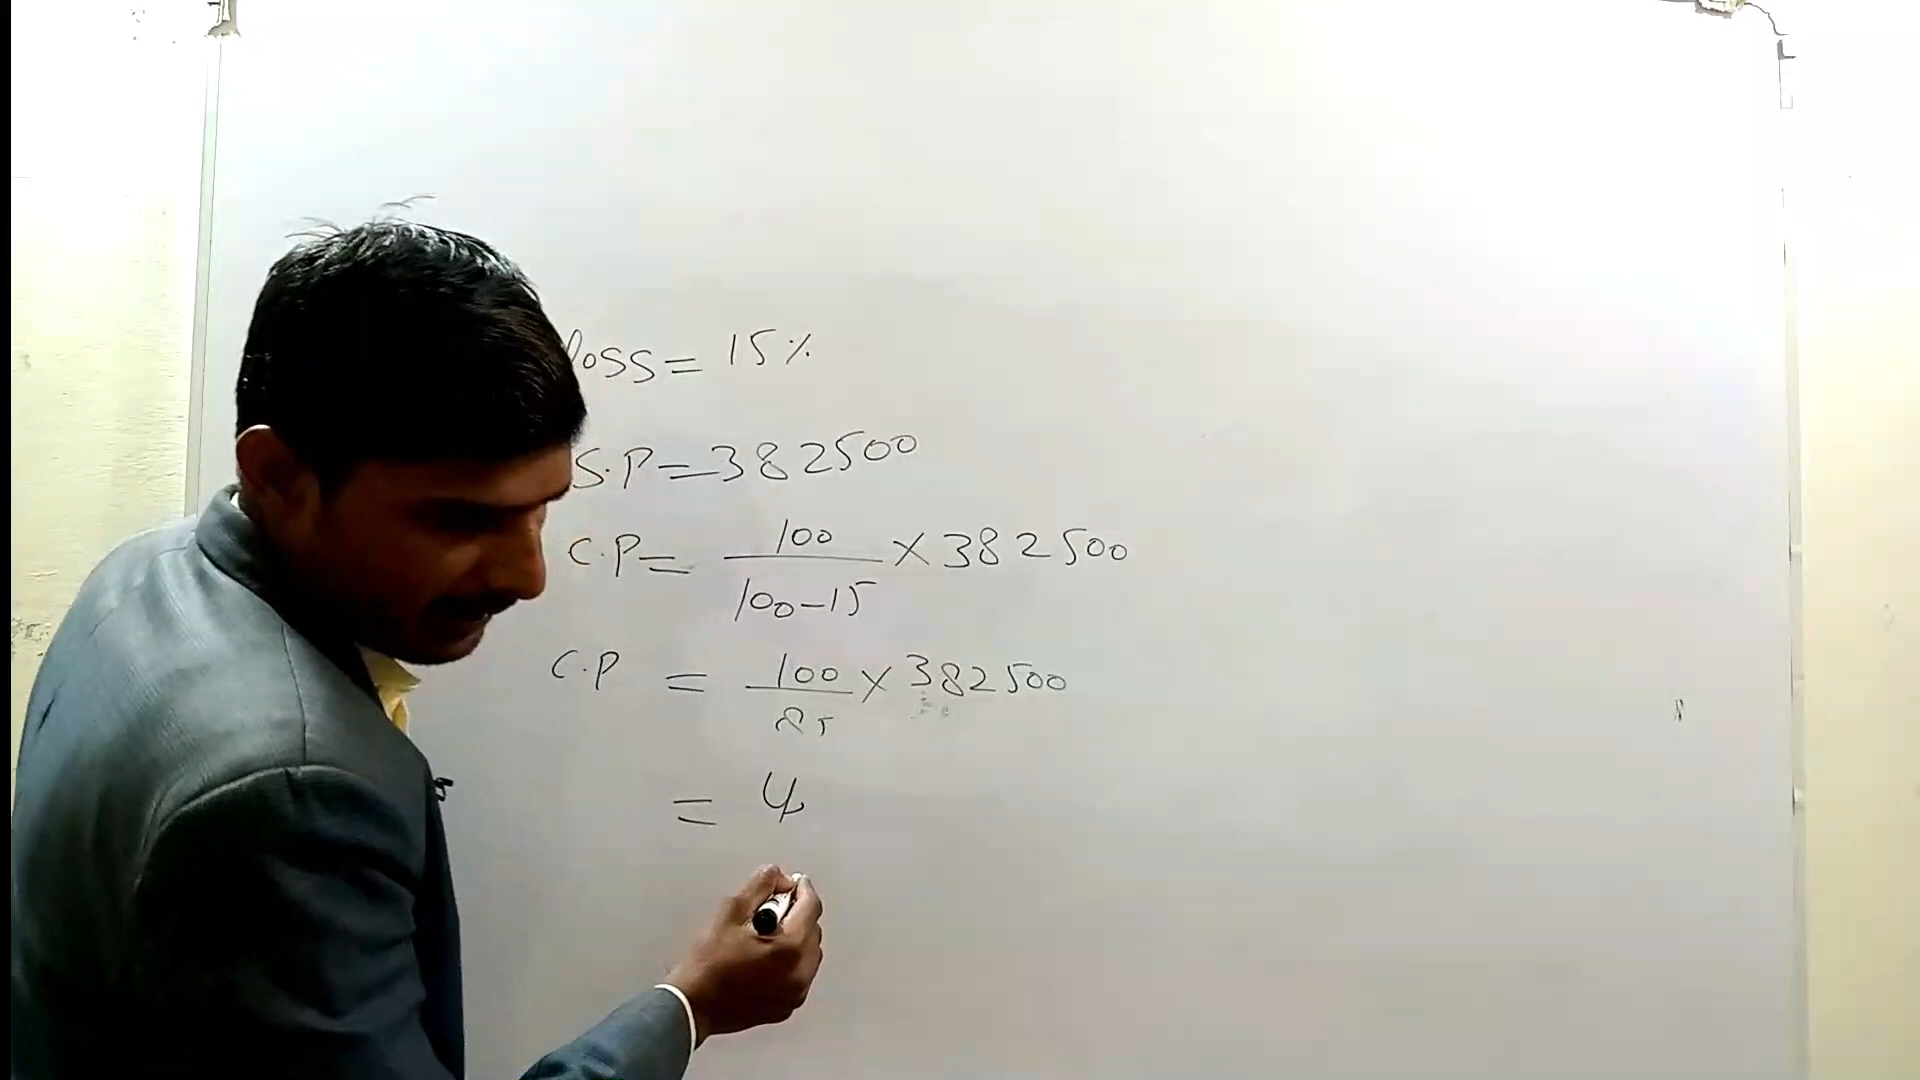 loss = 15%
S.P = 382500
C.P = 100/100-15 × 382500
C.P = 100/85 × 382500
= 4